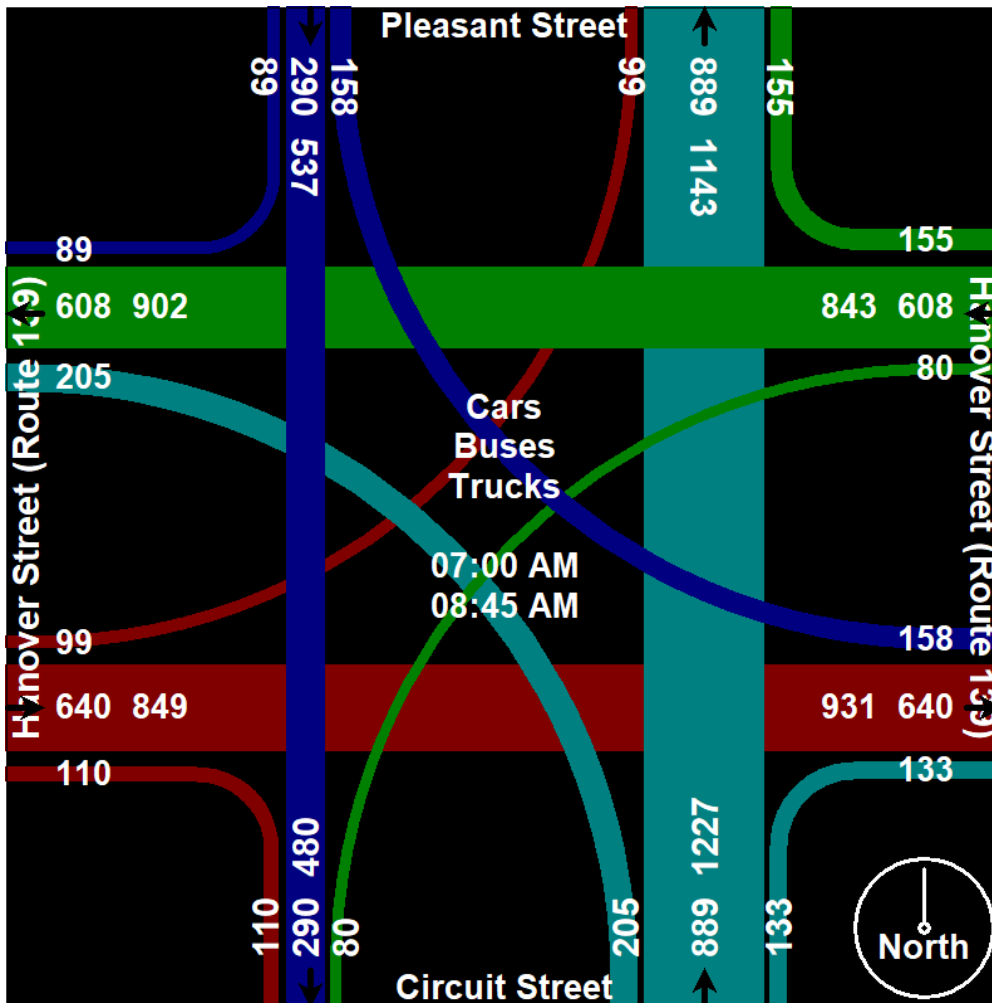 Pleasant Street
89
290 537
158
99
889 1143
155
89
155
608 902
843 608
205
80
Hanover Street (Route 139)
Hanover Street (Route 139)
Cars
Buses
Trucks
07:00 AM
08:45 AM
99
158
640 849
931 640
110
133
110
290 480
80
205
889 1227
133
North
Circuit Street